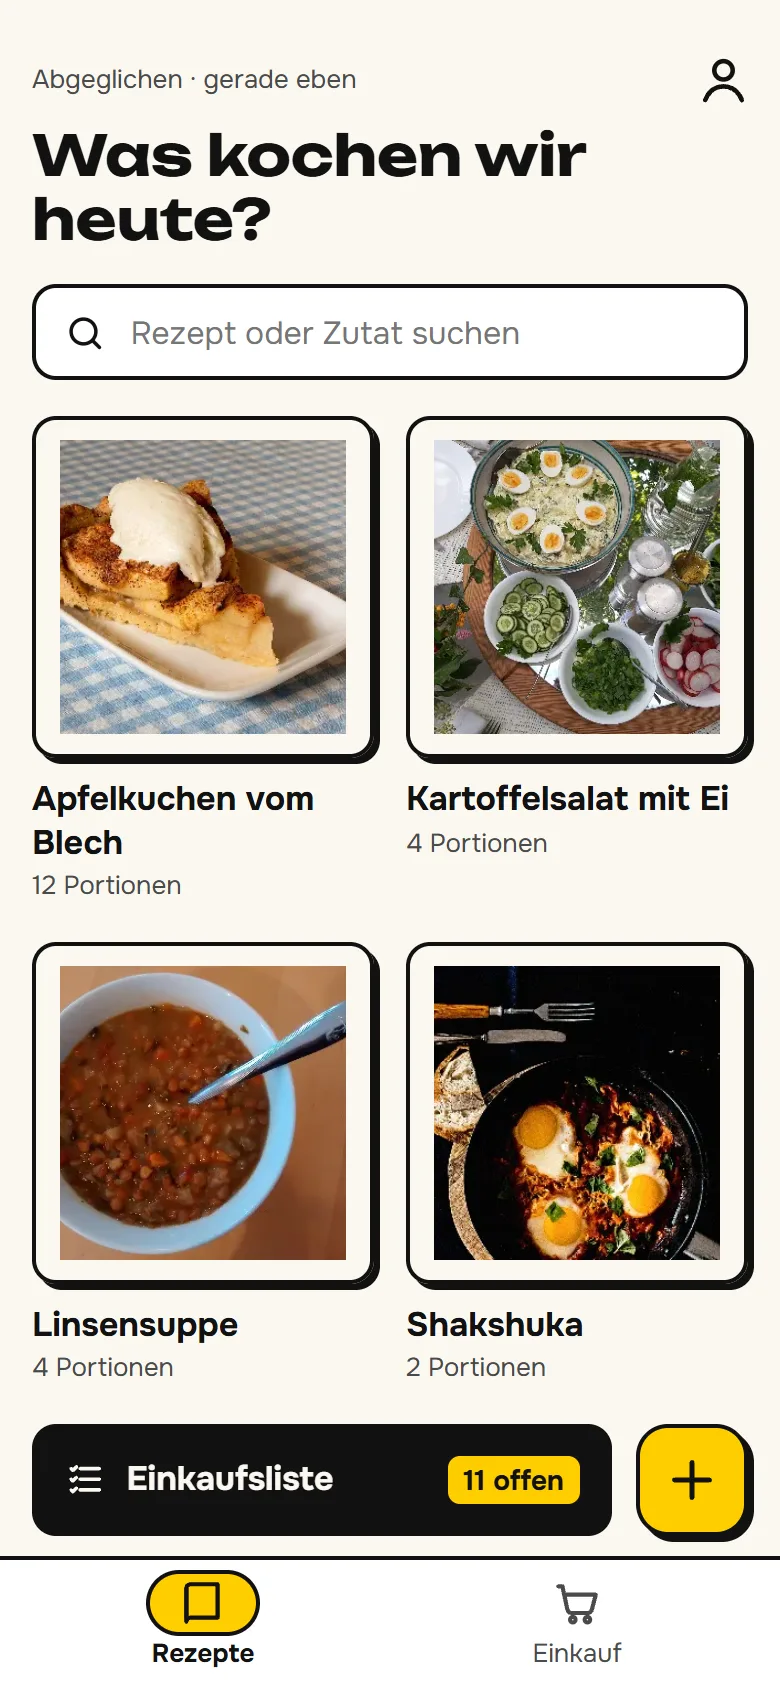 Abgeglichen · gerade eben
Was kochen wir
heute?
Rezept oder Zutat suchen
Apfelkuchen vom
Blech
12 Portionen
Kartoffelsalat mit Ei
4 Portionen
Linsensuppe
4 Portionen
Shakshuka
2 Portionen
Einkaufsliste
11 offen
Rezepte
Einkauf